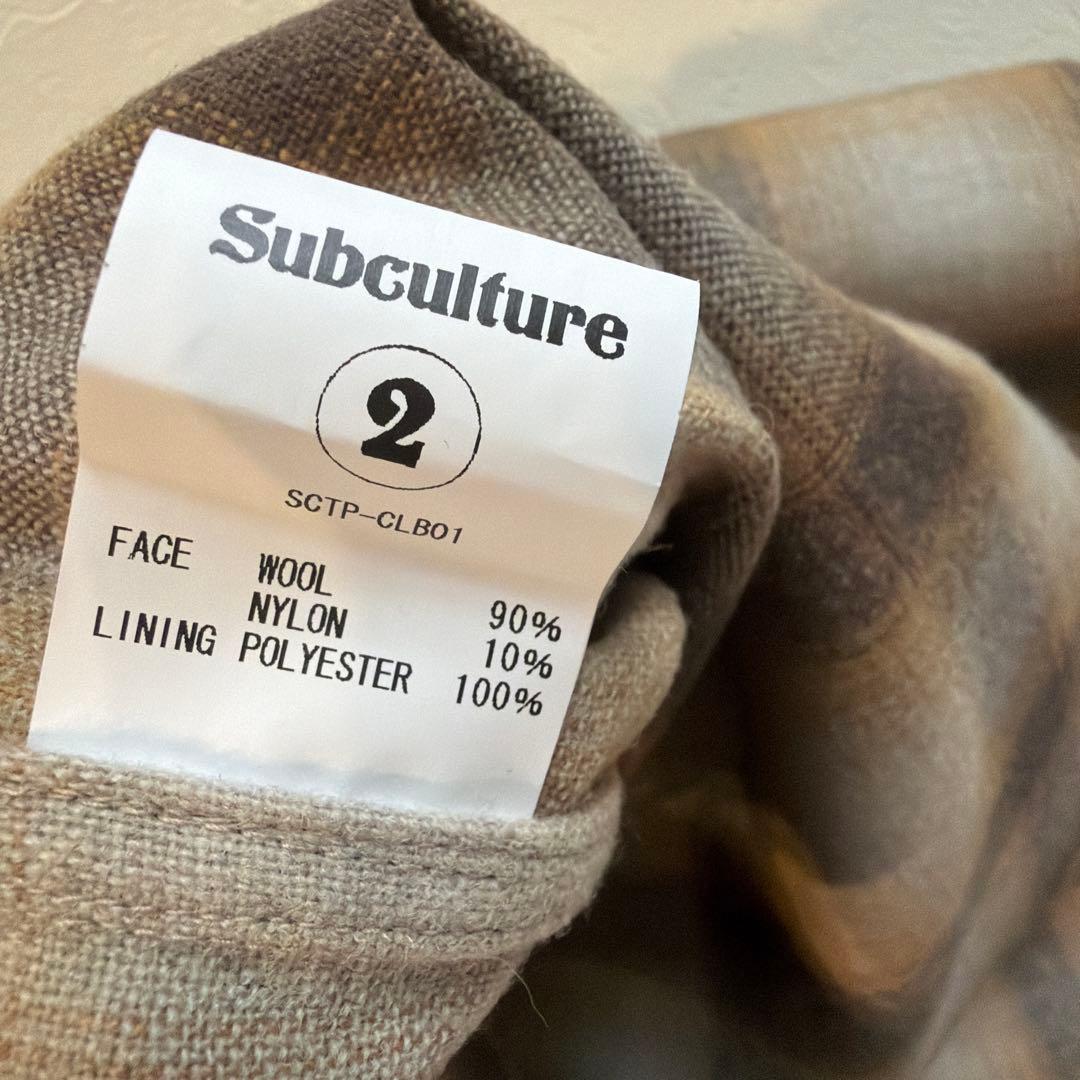 Subculture
2
SCTP-CLB01
FACE WOOL 90%
NYLON 10%
LINING POLYESTER 100%